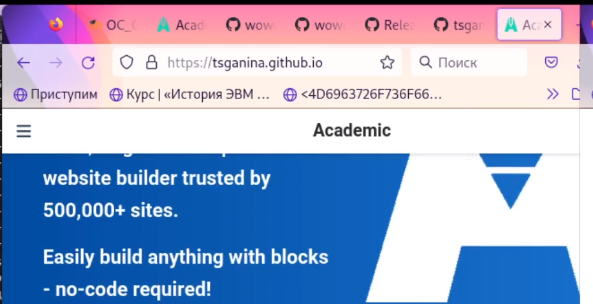 OC_
Acad
wow
wow
Relea
tsgan
Ac
https://tsganina.github.io
Поиск
Приступим
Курс | «История ЭВМ ...
<4D6963726F736F66...
Academic
website builder trusted by
500,000+ sites.
Easily build anything with blocks
- no-code required!